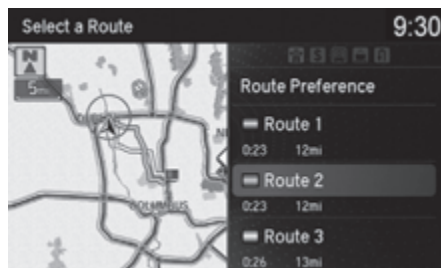 Select a Route
9:30
N
5mi
Route Preference
Route 1
0:23 12mi
Route 2
0:23 12mi
COLUMBUS
Route 3
0:26 13mi